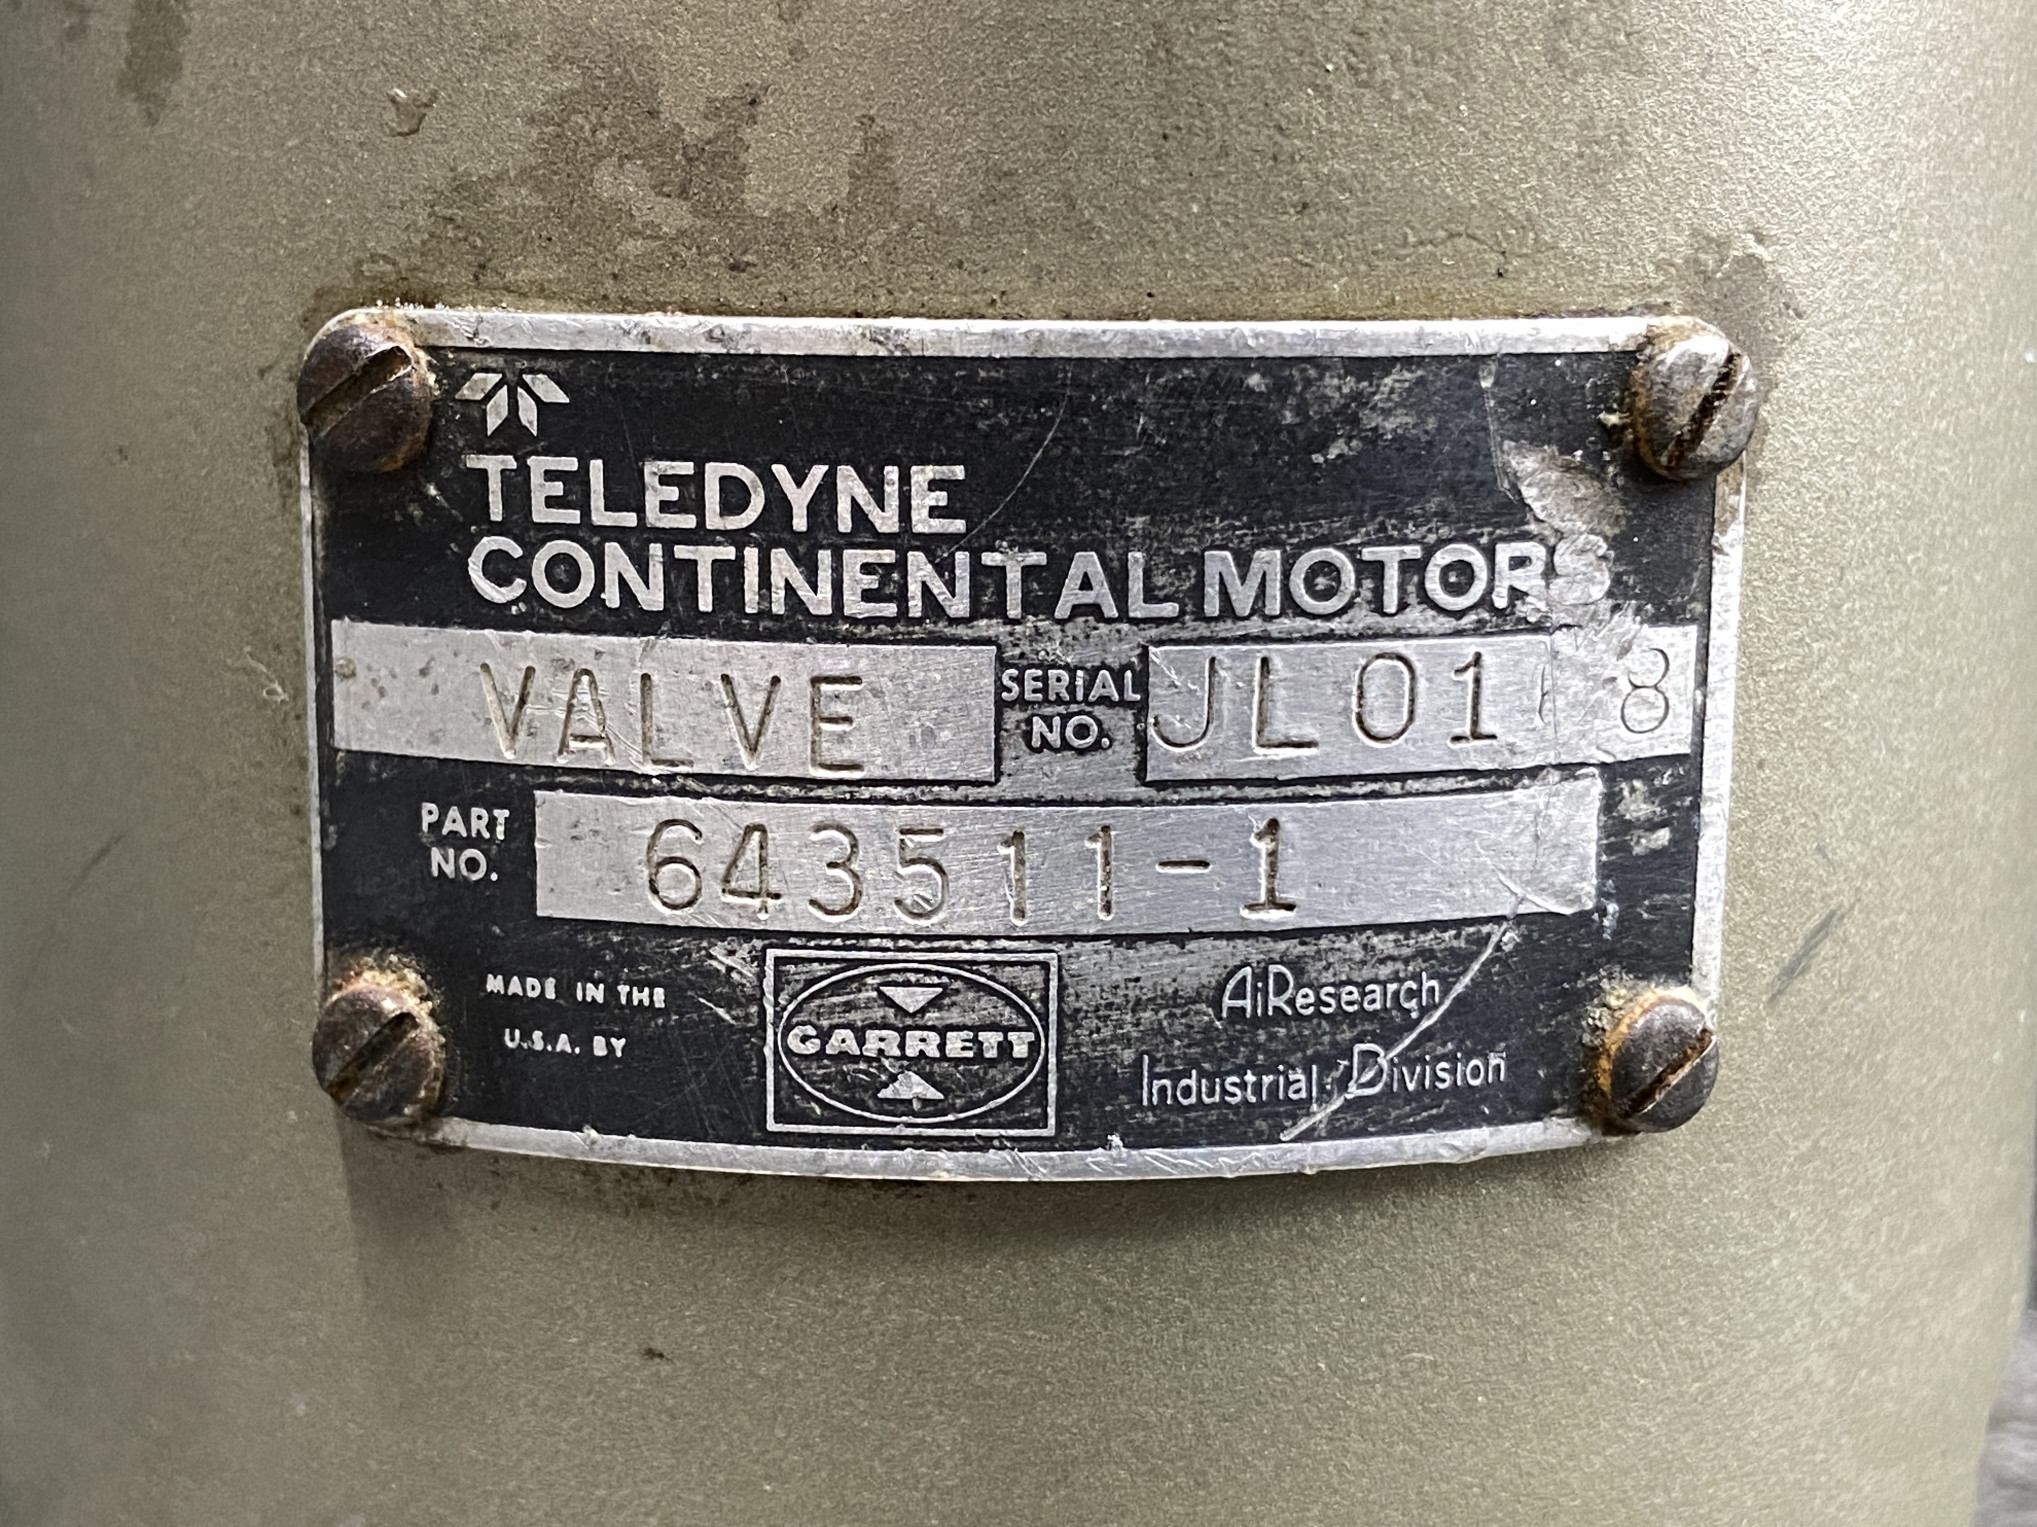 TELEDYNE
CONTINENTAL MOTORS
VALVE SERIAL NO.
PART NO. 643511-1
MADE IN THE
U.S.A. BY
GARRETT
AiResearch
Industrial Division